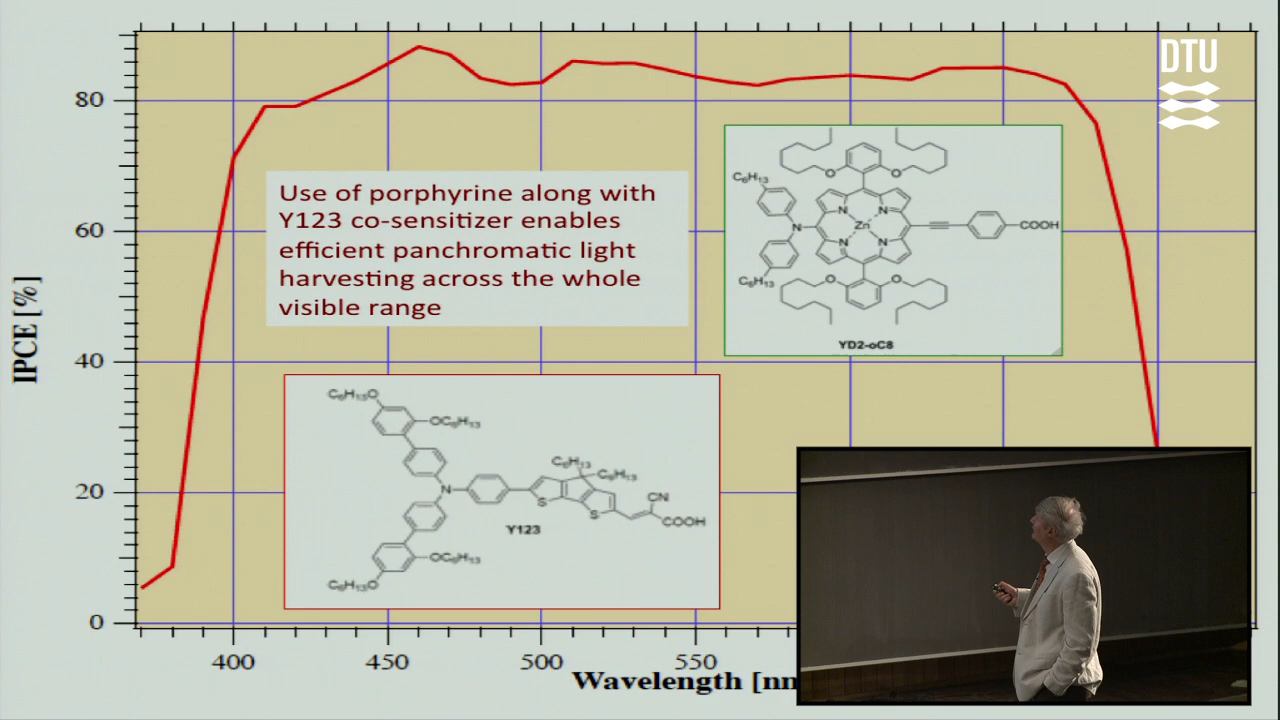 DTU
80
60
40
20
0
IPCE [%]
Use of porphyrine along with
Y123 co-sensitizer enables
efficient panchromatic light
harvesting across the whole
visible range
C₆H₁₃
O
O
N
N
N
Zn
N
N
COOH
C₆H₁₃
O
O
YD2-oC8
C₆H₁₃O
OC₆H₁₃
N
C₆H₁₃
C₆H₁₃
S
S
CN
COOH
Y123
OC₆H₁₃
C₆H₁₃O
400
450
500
550
Wavelength [nm